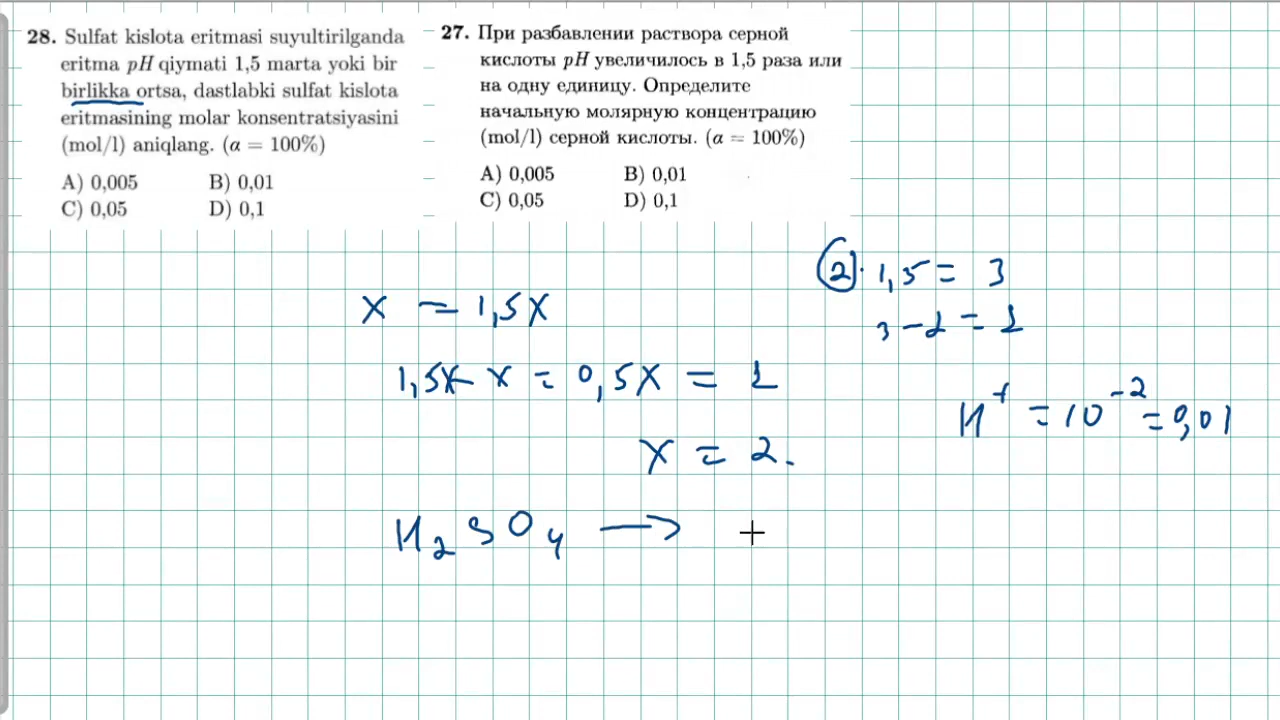 28. Sulfat kislota eritmasi suyultirilganda
eritma pH qiymati 1,5 marta yoki bir
birlikka ortsa, dastlabki sulfat kislota
eritmasining molar konsentratsiyasini
(mol/l) aniqlang. (α = 100%)
A) 0,005 B) 0,01
C) 0,05 D) 0,1
27. При разбавлении раствора серной
кислоты pH увеличилось в 1,5 раза или
на одну единицу. Определите
начальную молярную концентрацию
(mol/l) серной кислоты. (α = 100%)
A) 0,005 B) 0,01
C) 0,05 D) 0,1
x = 1,5x
1,5x - x = 0,5x = 1
x = 2.
H₂SO₄ →
2 · 1,5 = 3
3 - 2 = 1
H⁺ = 10⁻² = 0,01